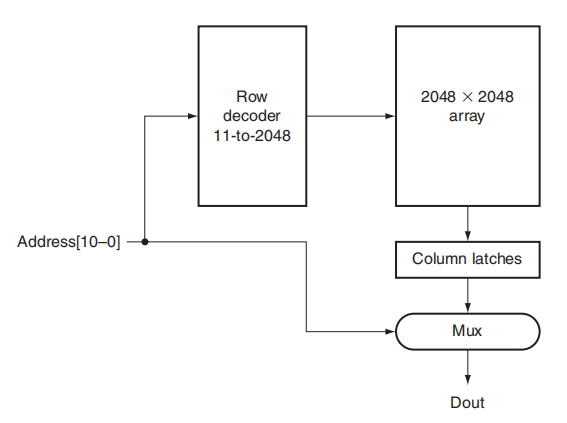 Row
decoder
11-to-2048
2048 × 2048
array
Address[10–0]
Column latches
Mux
Dout